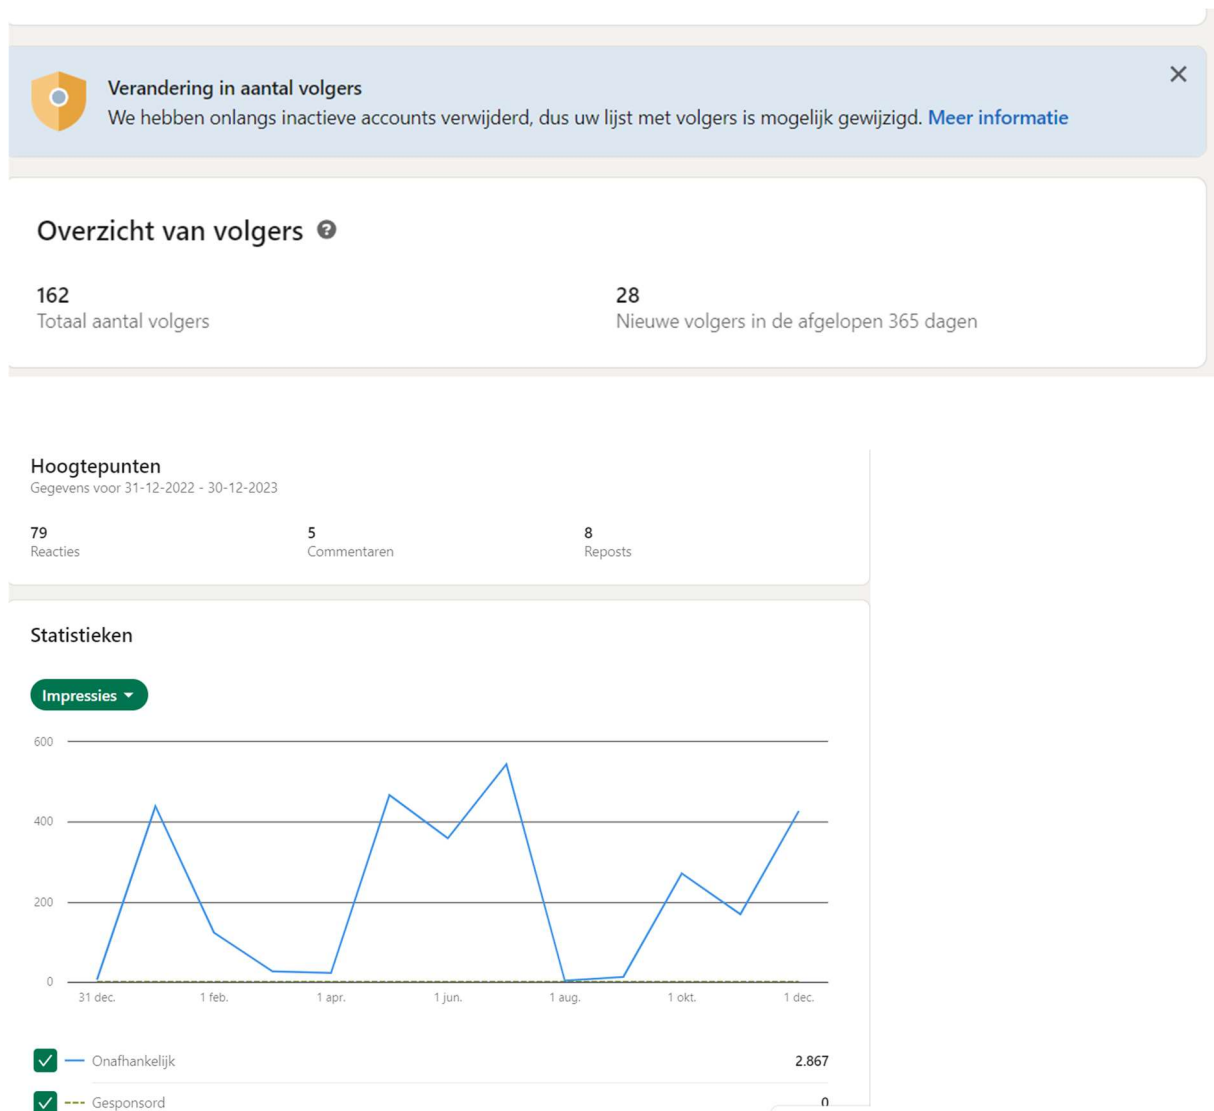 Verandering in aantal volgers
We hebben onlangs inactieve accounts verwijderd, dus uw lijst met volgers is mogelijk gewijzigd. Meer informatie
Overzicht van volgers
162
Totaal aantal volgers
28
Nieuwe volgers in de afgelopen 365 dagen
Hoogtepunten
Gegevens voor 31-12-2022 - 30-12-2023
79
Reacties
5
Commentaren
8
Reposts
Statistieken
Impressies
600
400
200
0
31 dec.
1 feb.
1 apr.
1 jun.
1 aug.
1 okt.
1 dec.
Onafhankelijk 2.867
Gesponsord 0